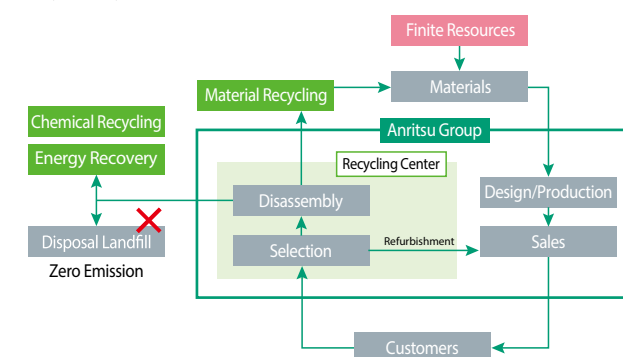 Finite Resources
Material Recycling
Materials
Chemical Recycling
Anritsu Group
Energy Recovery
Recycling Center
Disassembly
Design/Production
Disposal Landfill
Selection
Refurbishment
Sales
Zero Emission
Customers